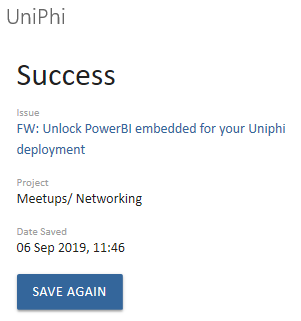 UniPhi
Success
Issue
FW: Unlock PowerBI embedded for your Uniphi
deployment
Project
Meetups/ Networking
Date Saved
06 Sep 2019, 11:46
SAVE AGAIN